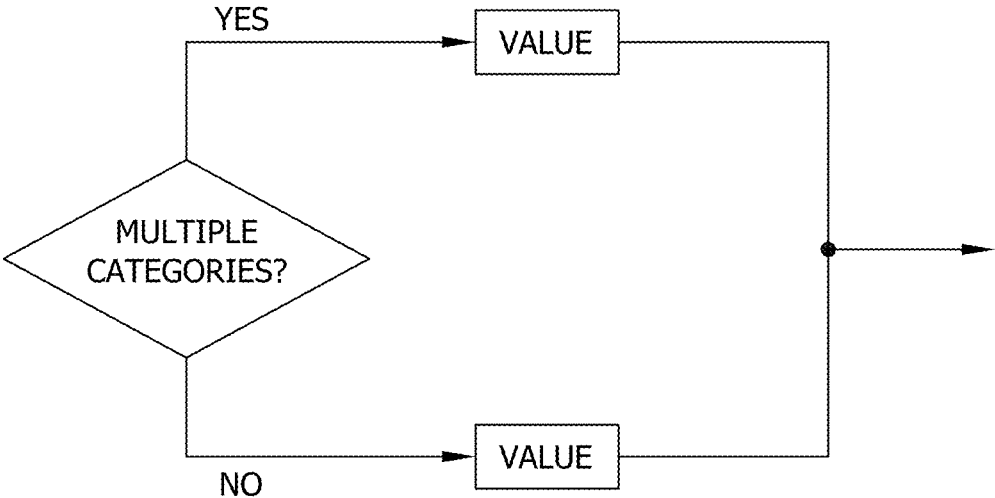 YES
VALUE
MULTIPLE
CATEGORIES?
VALUE
NO